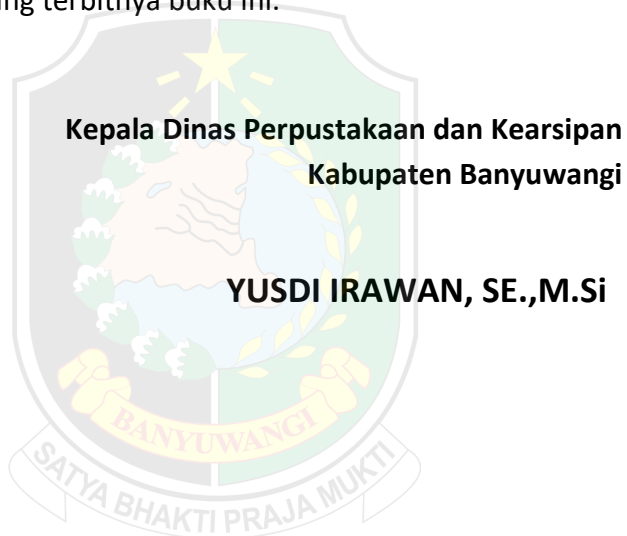 ng terbitnya buku ini.
Kepala Dinas Perpustakaan dan Kearsipan
Kabupaten Banyuwangi
YUSDI IRAWAN, SE.,M.Si
BANYUWANGI
SATYA BHAKTI PRAJA MUKTI